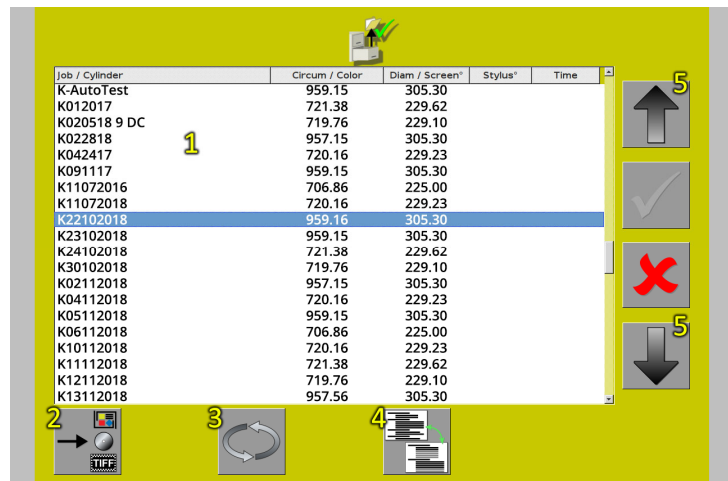 Job / Cylinder Circum / Color Diam / Screen° Stylus° Time
K-AutoTest 959.15 305.30
K012017 721.38 229.62
K020518 9 DC 719.76 229.10
K022818 957.15 305.30
K042417 720.16 229.23
K091117 959.15 305.30
K11072016 706.86 225.00
K11072018 720.16 229.23
K22102018 959.16 305.30
K23102018 959.15 305.30
K24102018 721.38 229.62
K30102018 719.76 229.10
K02112018 957.15 305.30
K04112018 720.16 229.23
K05112018 959.15 305.30
K06112018 706.86 225.00
K10112018 720.16 229.23
K11112018 721.38 229.62
K12112018 719.76 229.10
K13112018 957.56 305.30
1
5
5
2
3
4
TIFF